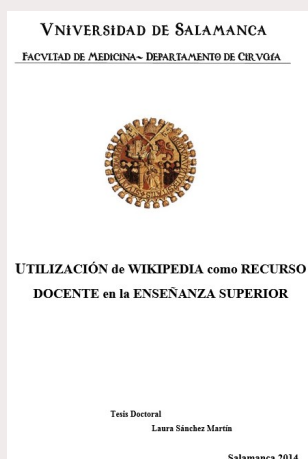 VNIVERSIDAD DE SALAMANCA
FACVLTAD DE MEDICINA~ DEPARTAMENTO DE CIRVGÍA
UTILIZACIÓN de WIKIPEDIA como RECURSO
DOCENTE en la ENSEÑANZA SUPERIOR
Tesis Doctoral
Laura Sánchez Martín
Salamanca 2014